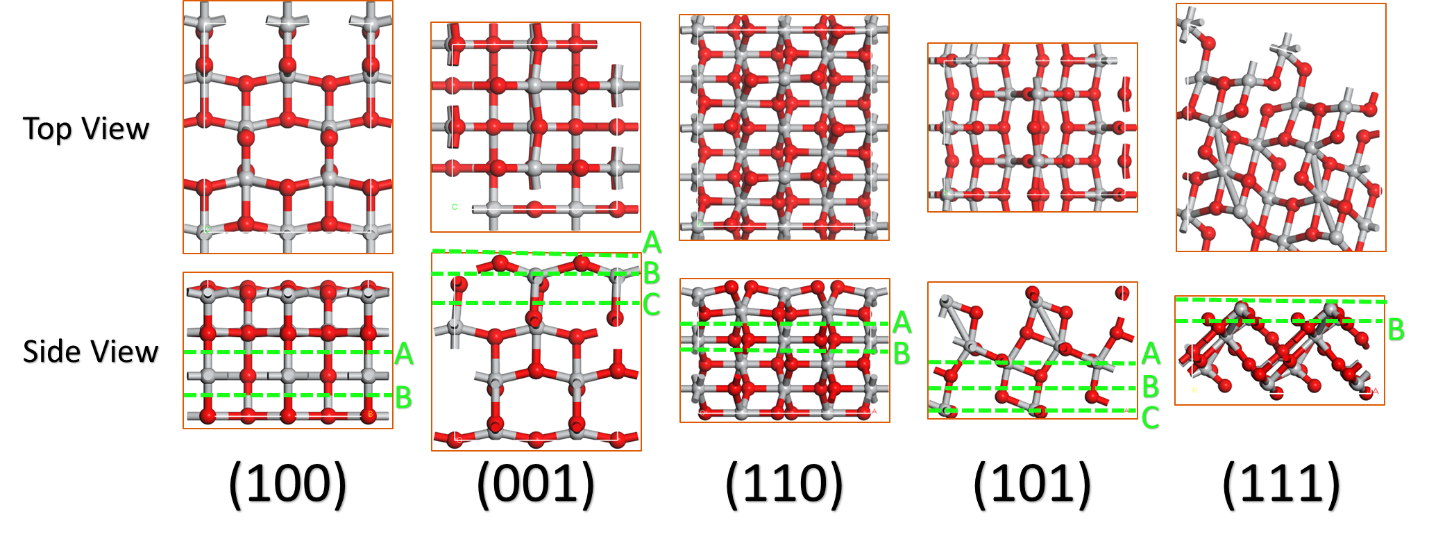 Top View
Side View
A
B
A
B
C
A
B
A
B
C
B
(100)
(001)
(110)
(101)
(111)